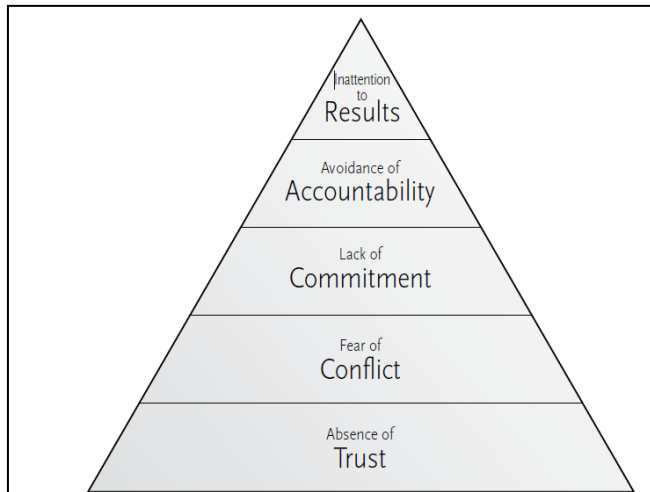 Inattention
to
Results
Avoidance of
Accountability
Lack of
Commitment
Fear of
Conflict
Absence of
Trust